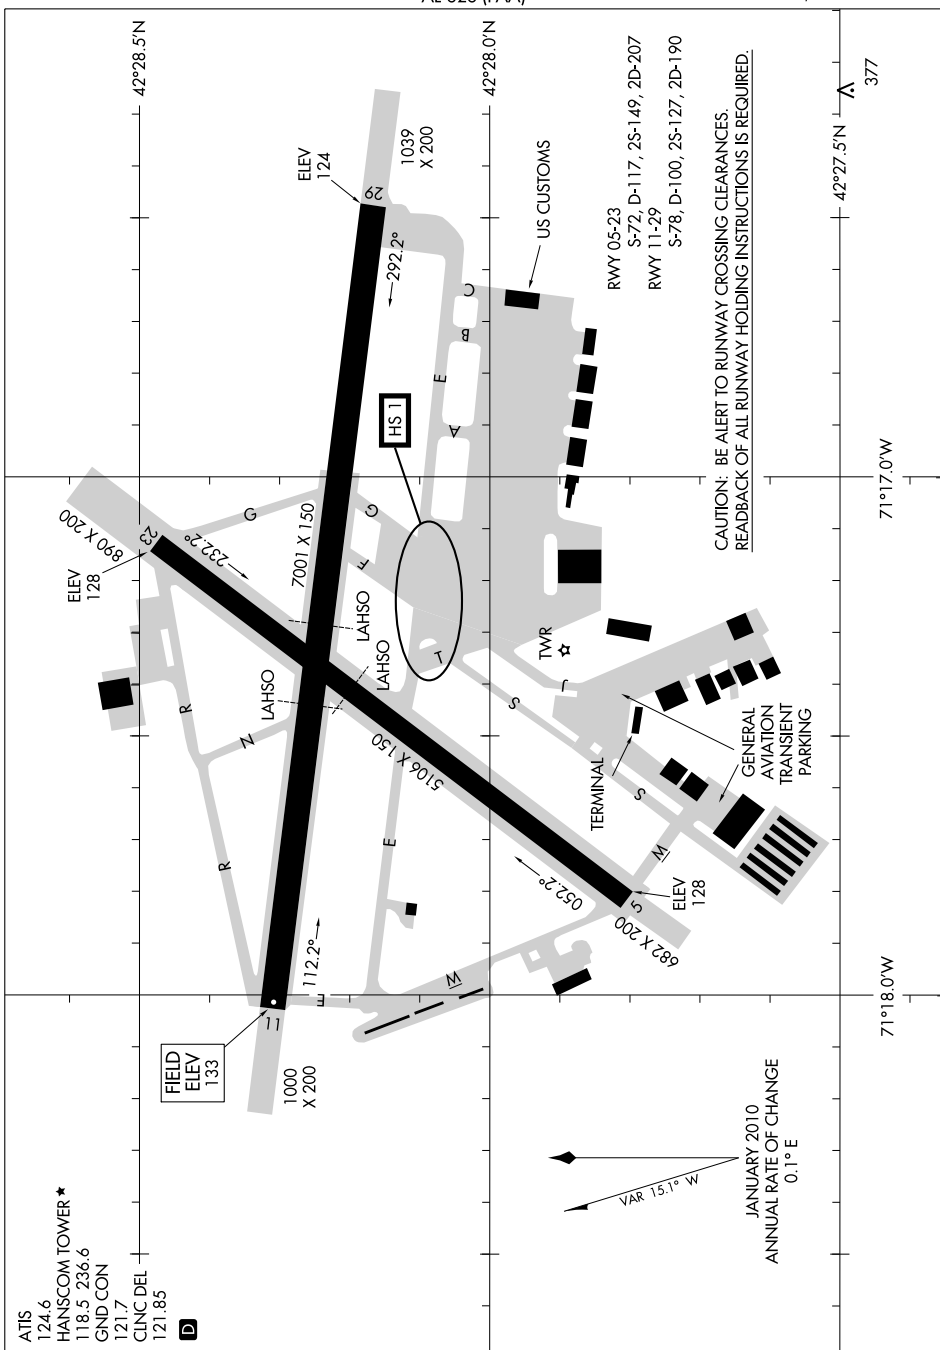 ATIS
124.6
HANSCOM TOWER★
118.5 236.6
GND CON
121.7
CLNC DEL
121.85
D
FIELD
ELEV
133
1000
X 200
11
112.2°
E
M
R
R
N
E
ELEV
128
890 X 200
23
232.2°
G
G
F
7001 X 150
LAHSO
LAHSO
LAHSO
5106 X 150
HS 1
T
052.2°
5
ELEV
128
682 X 200
M
S
S
J
TWR
TERMINAL
GENERAL
AVIATION
TRANSIENT
PARKING
A
E
B
C
292.2°
29
ELEV
124
1039
X 200
US CUSTOMS
RWY 05-23
S-72, D-117, 2S-149, 2D-207
RWY 11-29
S-78, D-100, 2S-127, 2D-190
CAUTION: BE ALERT TO RUNWAY CROSSING CLEARANCES.
READBACK OF ALL RUNWAY HOLDING INSTRUCTIONS IS REQUIRED.
377
42°28.5'N
42°28.0'N
42°27.5'N
71°17.0'W
71°18.0'W
VAR 15.1° W
JANUARY 2010
ANNUAL RATE OF CHANGE
0.1° E